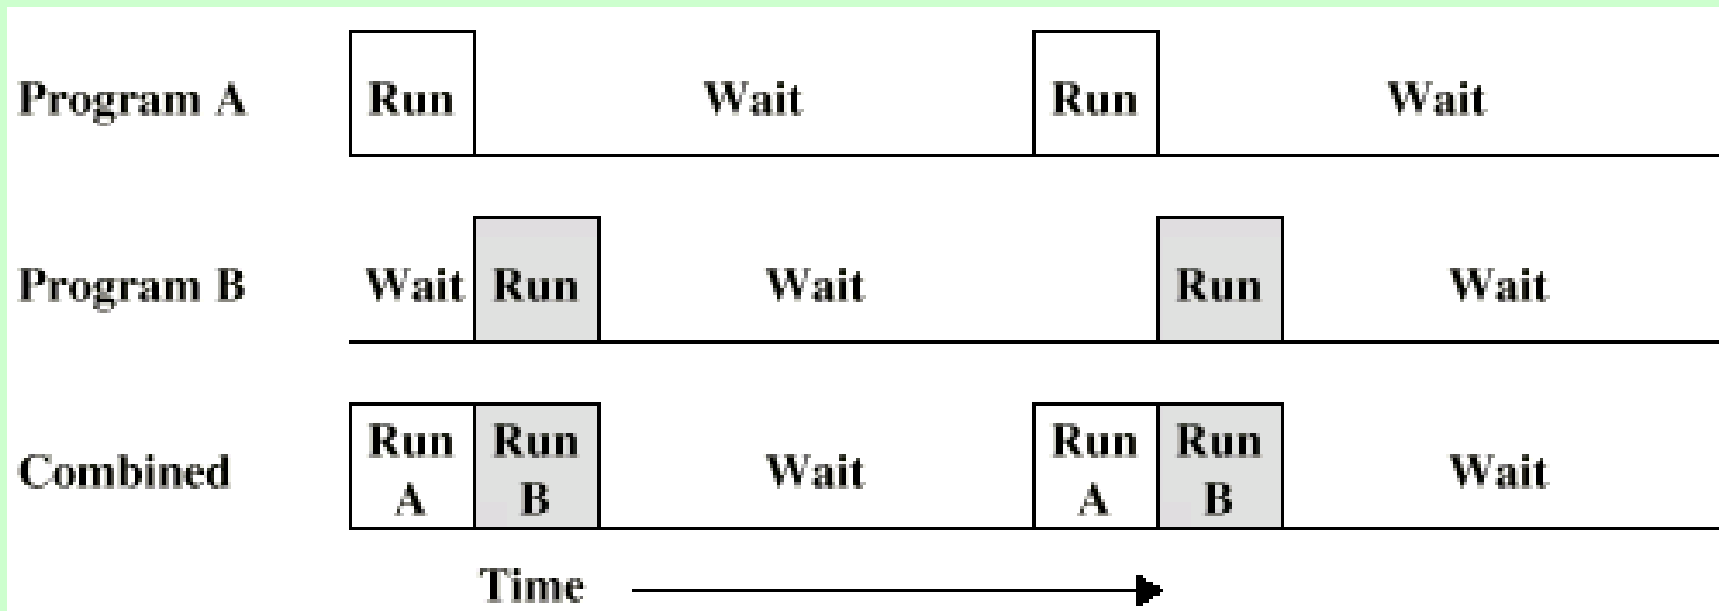 Program A Run Wait Run Wait
Program B Wait Run Wait Run Wait
Combined Run A Run B Wait Run A Run B Wait
Time